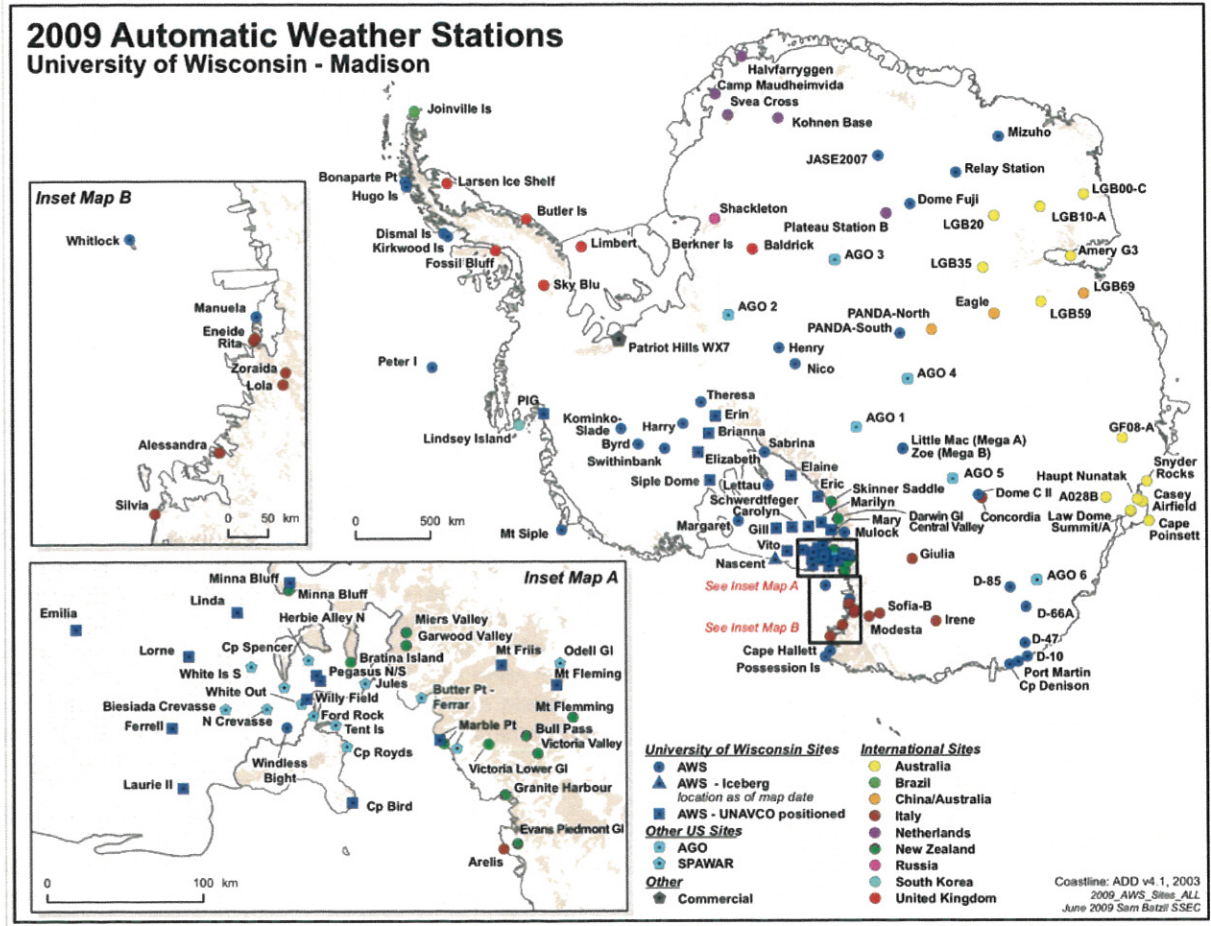 2009 Automatic Weather Stations
University of Wisconsin - Madison
Halvfarryggen
Camp Maudheimvida
Svea Cross
Kohnen Base
Joinville Is
Mizuho
JASE2007
Relay Station
Bonaparte Pt
Hugo Is
Larsen Ice Shelf
LGB00-C
Dome Fuji
Butler Is
Shackleton
Plateau Station B
LGB20
LGB10-A
Dismal Is
Kirkwood Is
Fossil Bluff
Limbert
Berkner Is
Baldrick
AGO 3
Amery G3
LGB35
Sky Blu
LGB69
Eagle
LGB59
AGO 2
PANDA-North
PANDA-South
Patriot Hills WX7
Henry
Nico
Peter I
AGO 4
Theresa
PIG
Erin
Kominko-
Slade
Harry
Brianna
AGO 1
Lindsey Island
Byrd
Swithinbank
Sabrina
Little Mac (Mega A)
Zoe (Mega B)
GF08-A
Elizabeth
Elaine
AGO 5
Haupt Nunatak
Snyder
Rocks
Siple Dome
Lettau
Eric
Skinner Saddle
Marilyn
Dome C II
A028B
Casey
Airfield
Schwerdtfeger
Carolyn
Mary
Darwin Gl
Central Valley
Concordia
Law Dome
Summit/A
Cape
Poinsett
0 500 km
Mt Siple
Margaret
Gill
Mulock
Vito
Nascent
Giulia
See Inset Map A
D-85
AGO 6
Sofia-B
D-66A
See Inset Map B
Modesta
Irene
D-47
Cape Hallett
Possession Is
D-10
Port Martin
Cp Denison
Inset Map B
Whitlock
Manuela
Eneide
Rita
Zoraida
Lola
Alessandra
Silvia
0 50 km
Inset Map A
Minna Bluff
Minna Bluff
Emilia
Linda
Herbie Alley N
Miers Valley
Garwood Valley
Cp Spencer
Mt Friis
Odell Gl
Lorne
Bratina Island
White Is S
Pegasus N/S
Mt Fleming
Jules
White Out
Willy Field
Butter Pt -
Ferrar
Biesiada Crevasse
N Crevasse
Ford Rock
Mt Flemming
Ferrell
Tent Is
Marble Pt
Bull Pass
Victoria Valley
Cp Royds
Windless
Bight
Victoria Lower Gl
Laurie II
Granite Harbour
Cp Bird
Evans Piedmont Gl
Arelis
0 100 km
University of Wisconsin Sites
AWS
AWS - Iceberg
location as of map date
AWS - UNAVCO positioned
Other US Sites
AGO
SPAWAR
Other
Commercial
International Sites
Australia
Brazil
China/Australia
Italy
Netherlands
New Zealand
Russia
South Korea
United Kingdom
Coastline: ADD v4.1, 2003
2009_AWS_Sites_ALL
June 2009 Sam Batzli SSEC